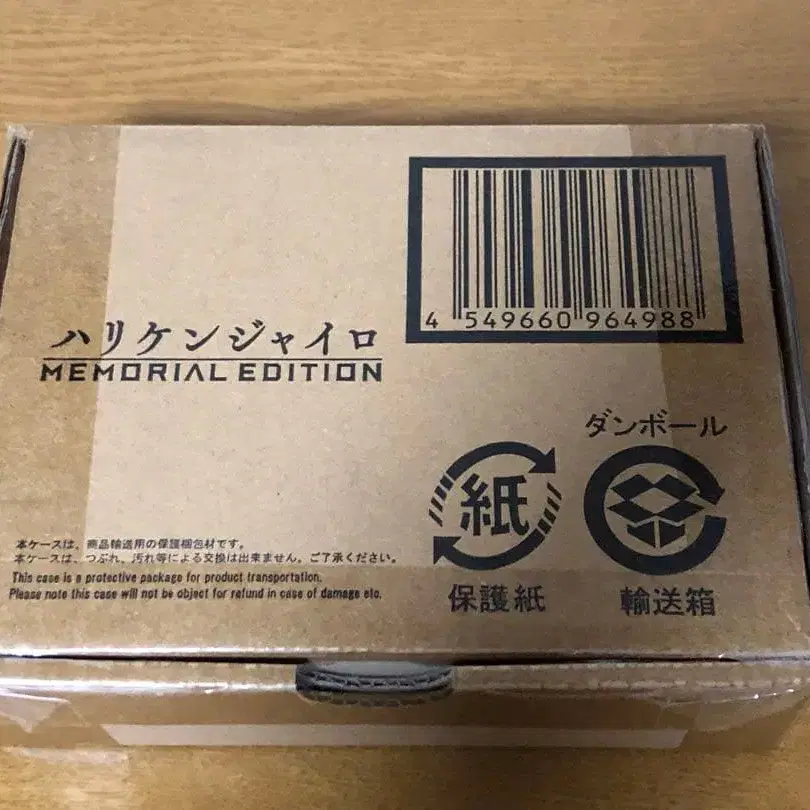 4 549660 964988
ハリケンジャイロ
MEMORIAL EDITION
ダンボール
紙
保護紙
輸送箱
本ケースは、商品輸送用の保護梱包材です。
本ケースは、つぶれ、汚れ等による交換は出来ません。ご了承ください。
This case is a protective package for product transportation.
Please note this case will not be object for refund in case of damage etc.